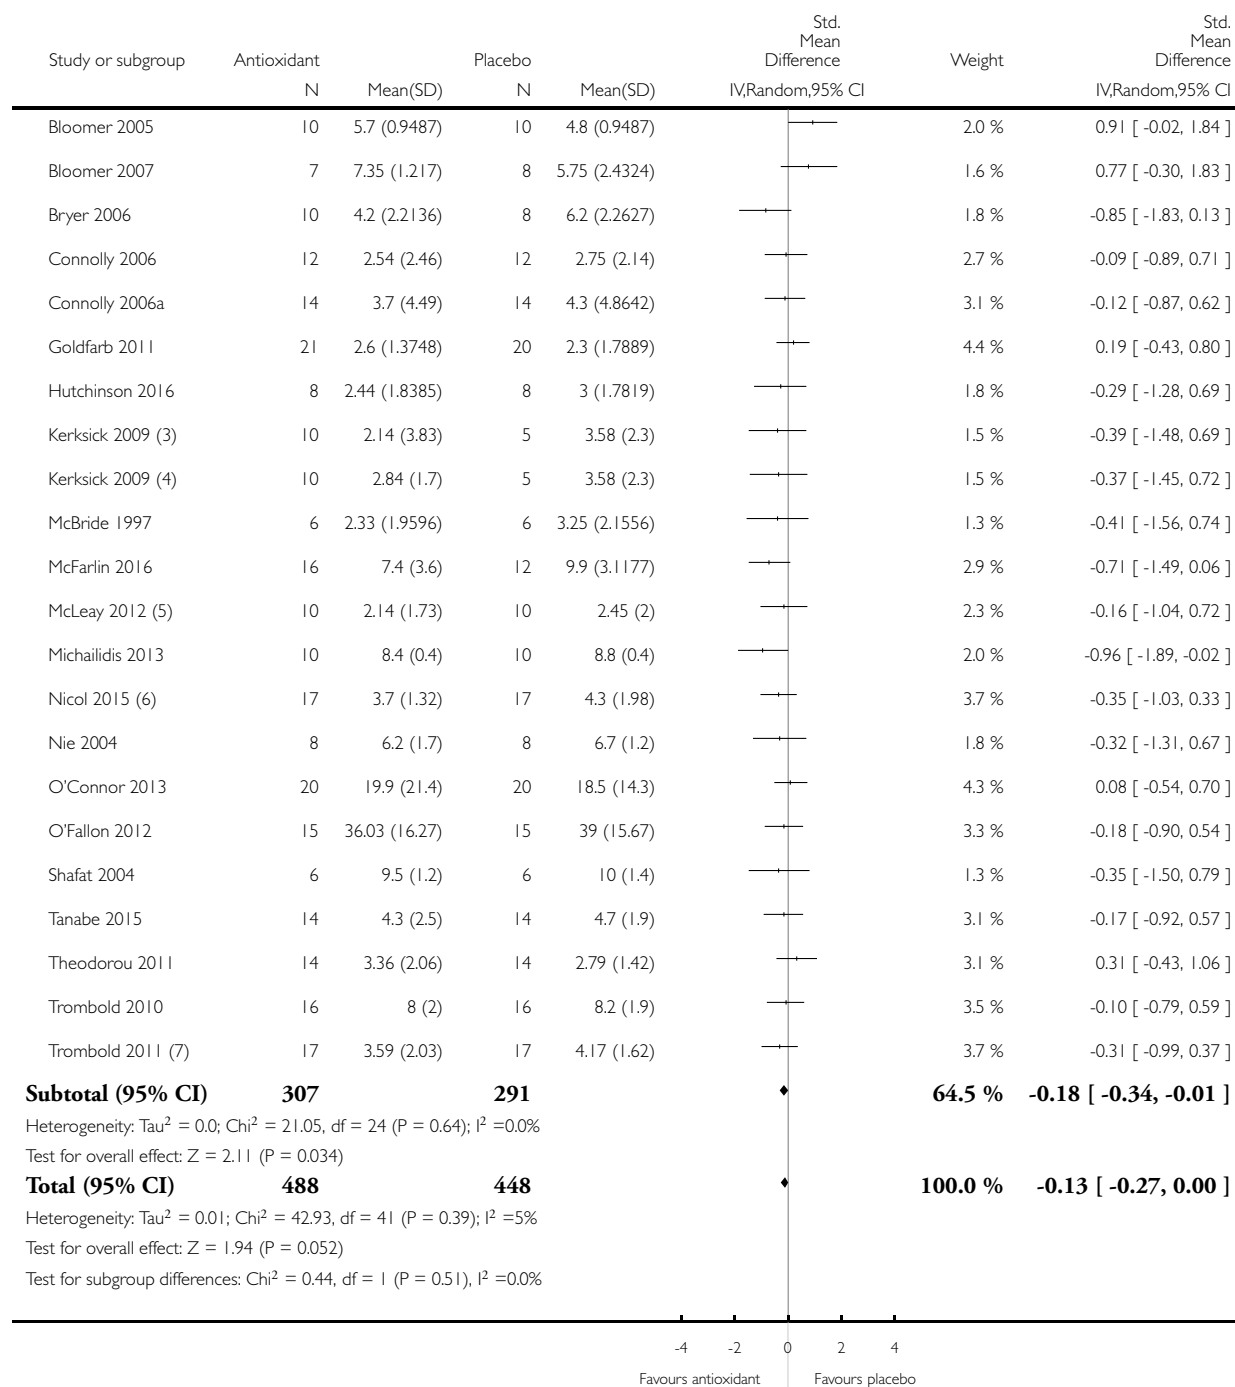 Std. Mean Difference Std. Mean Difference
Study or subgroup Antioxidant Placebo Weight
N Mean(SD) N Mean(SD) IV,Random,95% CI IV,Random,95% CI
Bloomer 2005 10 5.7 (0.9487) 10 4.8 (0.9487) 2.0 % 0.91 [ -0.02, 1.84 ]
Bloomer 2007 7 7.35 (1.217) 8 5.75 (2.4324) 1.6 % 0.77 [ -0.30, 1.83 ]
Bryer 2006 10 4.2 (2.2136) 8 6.2 (2.2627) 1.8 % -0.85 [ -1.83, 0.13 ]
Connolly 2006 12 2.54 (2.46) 12 2.75 (2.14) 2.7 % -0.09 [ -0.89, 0.71 ]
Connolly 2006a 14 3.7 (4.49) 14 4.3 (4.8642) 3.1 % -0.12 [ -0.87, 0.62 ]
Goldfarb 2011 21 2.6 (1.3748) 20 2.3 (1.7889) 4.4 % 0.19 [ -0.43, 0.80 ]
Hutchinson 2016 8 2.44 (1.8385) 8 3 (1.7819) 1.8 % -0.29 [ -1.28, 0.69 ]
Kerksick 2009 (3) 10 2.14 (3.83) 5 3.58 (2.3) 1.5 % -0.39 [ -1.48, 0.69 ]
Kerksick 2009 (4) 10 2.84 (1.7) 5 3.58 (2.3) 1.5 % -0.37 [ -1.45, 0.72 ]
McBride 1997 6 2.33 (1.9596) 6 3.25 (2.1556) 1.3 % -0.41 [ -1.56, 0.74 ]
McFarlin 2016 16 7.4 (3.6) 12 9.9 (3.1177) 2.9 % -0.71 [ -1.49, 0.06 ]
McLeay 2012 (5) 10 2.14 (1.73) 10 2.45 (2) 2.3 % -0.16 [ -1.04, 0.72 ]
Michailidis 2013 10 8.4 (0.4) 10 8.8 (0.4) 2.0 % -0.96 [ -1.89, -0.02 ]
Nicol 2015 (6) 17 3.7 (1.32) 17 4.3 (1.98) 3.7 % -0.35 [ -1.03, 0.33 ]
Nie 2004 8 6.2 (1.7) 8 6.7 (1.2) 1.8 % -0.32 [ -1.31, 0.67 ]
O'Connor 2013 20 19.9 (21.4) 20 18.5 (14.3) 4.3 % 0.08 [ -0.54, 0.70 ]
O'Fallon 2012 15 36.03 (16.27) 15 39 (15.67) 3.3 % -0.18 [ -0.90, 0.54 ]
Shafat 2004 6 9.5 (1.2) 6 10 (1.4) 1.3 % -0.35 [ -1.50, 0.79 ]
Tanabe 2015 14 4.3 (2.5) 14 4.7 (1.9) 3.1 % -0.17 [ -0.92, 0.57 ]
Theodorou 2011 14 3.36 (2.06) 14 2.79 (1.42) 3.1 % 0.31 [ -0.43, 1.06 ]
Trombold 2010 16 8 (2) 16 8.2 (1.9) 3.5 % -0.10 [ -0.79, 0.59 ]
Trombold 2011 (7) 17 3.59 (2.03) 17 4.17 (1.62) 3.7 % -0.31 [ -0.99, 0.37 ]
Subtotal (95% CI) 307 291 64.5 % -0.18 [ -0.34, -0.01 ]
Heterogeneity: Tau² = 0.0; Chi² = 21.05, df = 24 (P = 0.64); I² =0.0%
Test for overall effect: Z = 2.11 (P = 0.034)
Total (95% CI) 488 448 100.0 % -0.13 [ -0.27, 0.00 ]
Heterogeneity: Tau² = 0.01; Chi² = 42.93, df = 41 (P = 0.39); I² =5%
Test for overall effect: Z = 1.94 (P = 0.052)
Test for subgroup differences: Chi² = 0.44, df = 1 (P = 0.51), I² =0.0%
-4 -2 0 2 4
Favours antioxidant Favours placebo